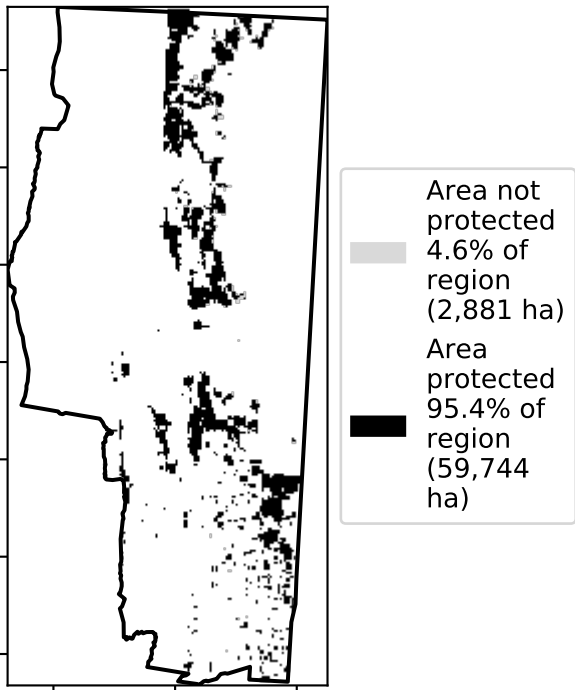 Area not
protected
4.6% of
region
(2,881 ha)
Area
protected
95.4% of
region
(59,744
ha)